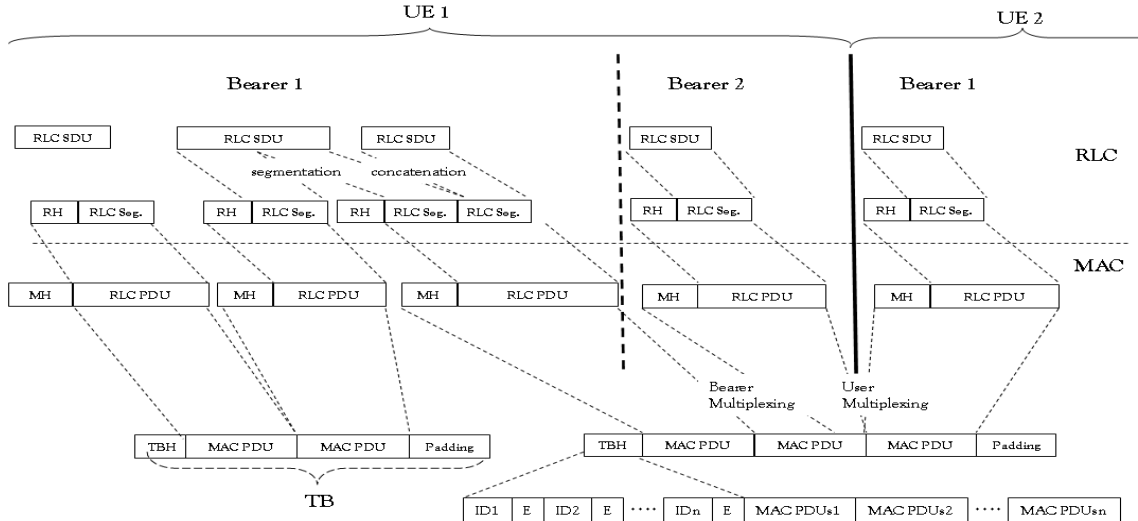 UE 1
UE 2
Bearer 1
Bearer 2
Bearer 1
RLC SDU
RLC SDU
RLC SDU
RLC SDU
RLC SDU
RLC
segmentation
concatenation
RH
RLC Seg.
RH
RLC Seg.
RH
RLC Seg.
RLC Seg.
RH
RLC Seg.
RH
RLC Seg.
MAC
MH
RLC PDU
MH
RLC PDU
MH
RLC PDU
MH
RLC PDU
MH
RLC PDU
Bearer
Multiplexing
User
Multiplexing
TBH
MAC PDU
MAC PDU
Padding
TBH
MAC PDU
MAC PDU
MAC PDU
Padding
TB
ID1
E
ID2
E
....
IDn
E
MAC PDUs1
MAC PDUs2
....
MAC PDUsn